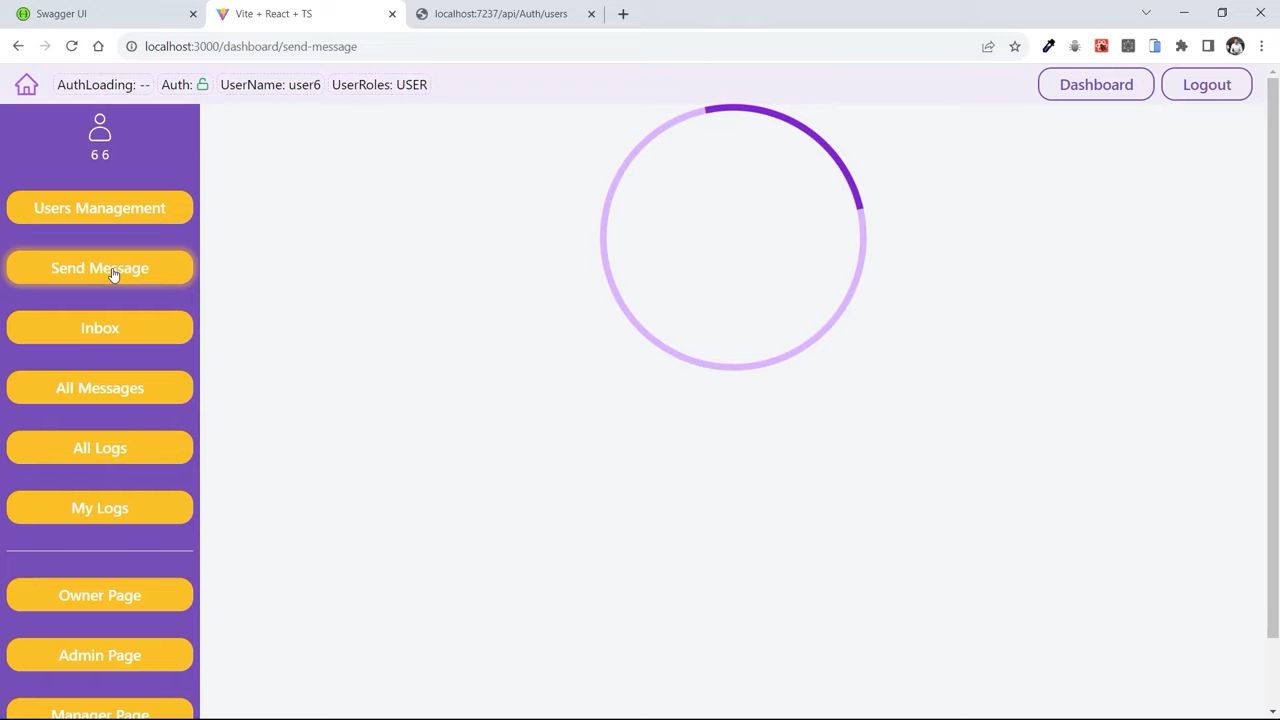 Swagger UI
Vite + React + TS
localhost:7237/api/Auth/users
localhost:3000/dashboard/send-message
AuthLoading: -- Auth: UserName: user6 UserRoles: USER
Dashboard
Logout
6 6
Users Management
Send Message
Inbox
All Messages
All Logs
My Logs
Owner Page
Admin Page
Manager Page